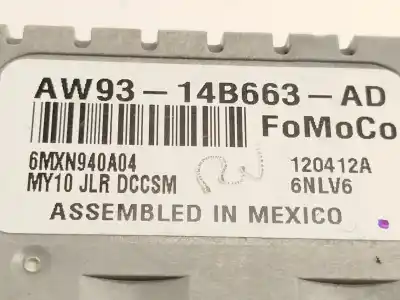 AW93-14B663-AD
FoMoCo
6MXN940A04
120412A
MY10 JLR DCCSM
6NLV6
ASSEMBLED IN MEXICO